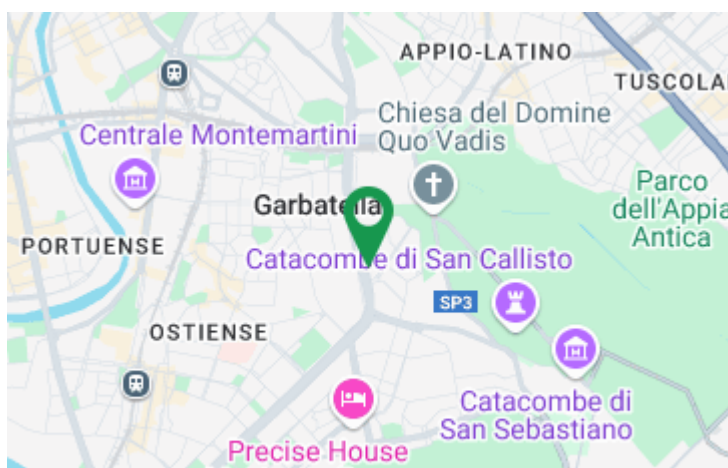 APPIO-LATINO
TUSCOLA
Chiesa del Domine
Quo Vadis
Centrale Montemartini
Parco
dell'Appia
Antica
Garbatella
PORTUENSE
Catacombe di San Callisto
SP3
OSTIENSE
Catacombe di
San Sebastiano
Precise House